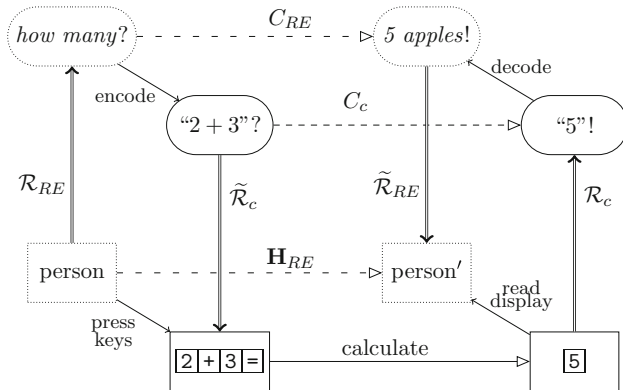 C_RE
how many?
5 apples!
encode
decode
C_c
“2 + 3”?
“5”!
R_RE
R̃_c
R̃_RE
R_c
H_RE
person
person′
press
keys
read
display
calculate
2 + 3 =
5